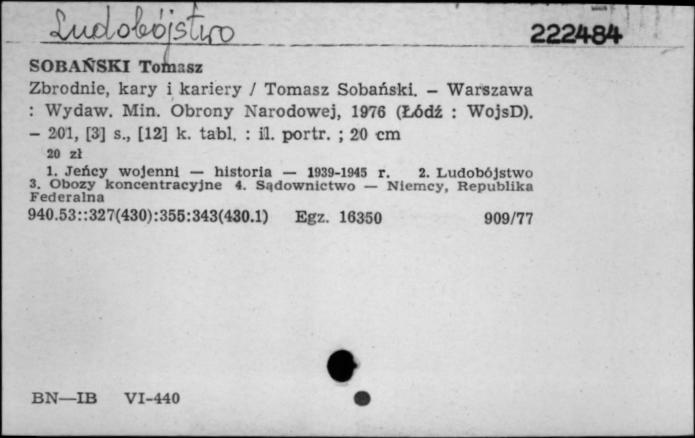 Ludobójstwo
222484
SOBAŃSKI Tomasz
Zbrodnie, kary i kariery / Tomasz Sobański. – Warszawa
: Wydaw. Min. Obrony Narodowej, 1976 (Łódź : WojsD).
– 201, [3] s., [12] k. tabl. : il. portr. ; 20 cm
20 zł
1. Jeńcy wojenni — historia — 1939-1945 r. 2. Ludobójstwo
3. Obozy koncentracyjne 4. Sądownictwo — Niemcy, Republika
Federalna
940.53::327(430):355:343(430.1) Egz. 16350 909/77
BN—IB VI-440